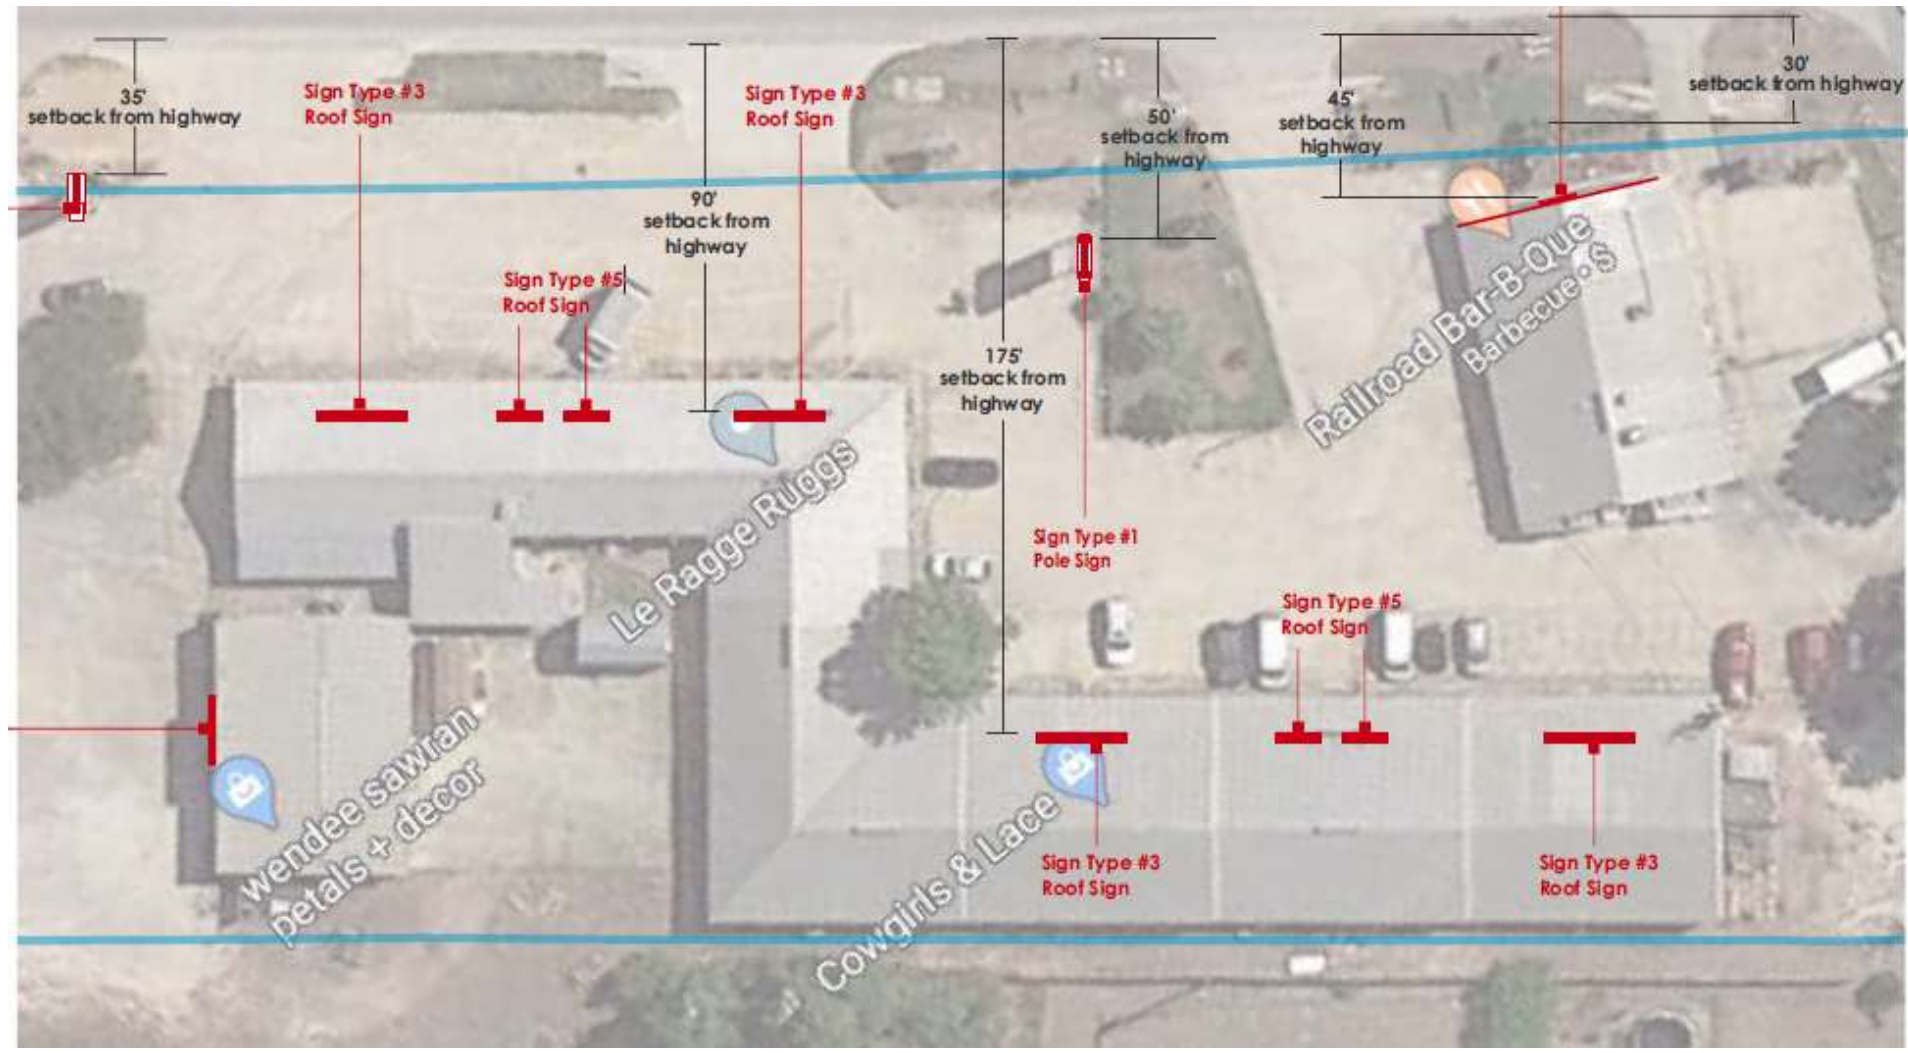 35'
setback from highway
Sign Type #3
Roof Sign
Sign Type #3
Roof Sign
90'
setback from
highway
Sign Type #5
Roof Sign
50'
setback from
highway
45'
setback from
highway
30'
setback from highway
175'
setback from
highway
Railroad Bar-B-Que
Barbecue • $
Le Ragge Ruggs
Sign Type #1
Pole Sign
Sign Type #5
Roof Sign
wendee sawran
petals + decor
Cowgirls & Lace
Sign Type #3
Roof Sign
Sign Type #3
Roof Sign